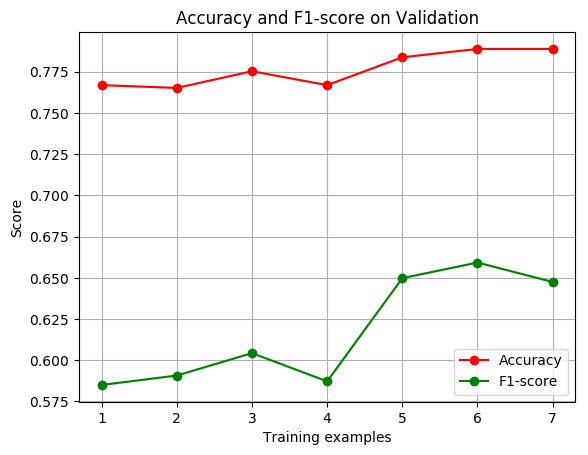 Accuracy and F1-score on Validation
Score
0.775
0.750
0.725
0.700
0.675
0.650
0.625
0.600
0.575
1 2 3 4 5 6 7
Training examples
Accuracy
F1-score